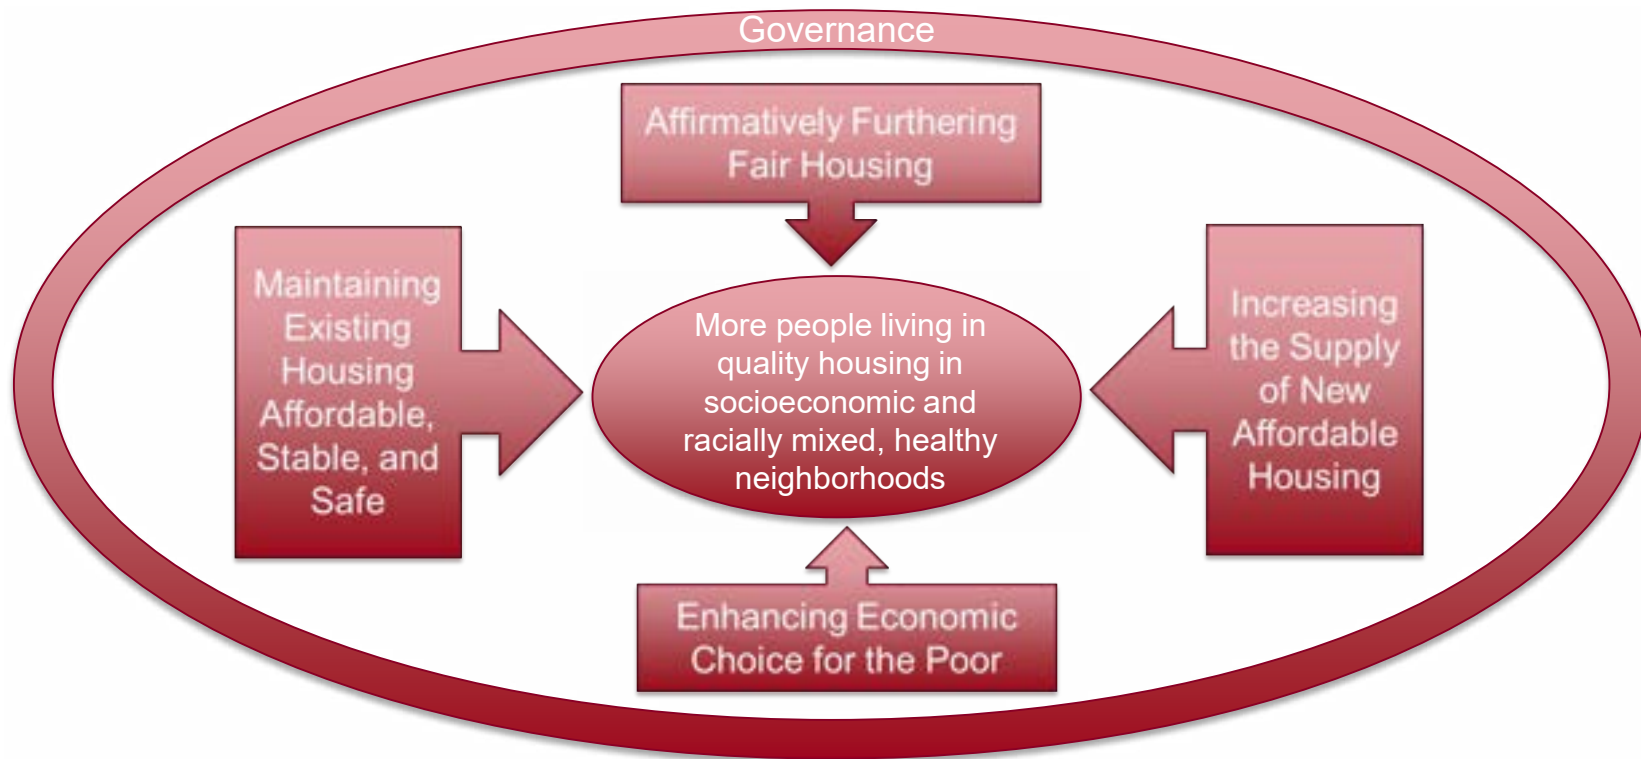 Governance
Affirmatively Furthering
Fair Housing
Maintaining
Existing
Housing
Affordable,
Stable, and
Safe
More people living in
quality housing in
socioeconomic and
racially mixed, healthy
neighborhoods
Increasing
the Supply
of New
Affordable
Housing
Enhancing Economic
Choice for the Poor